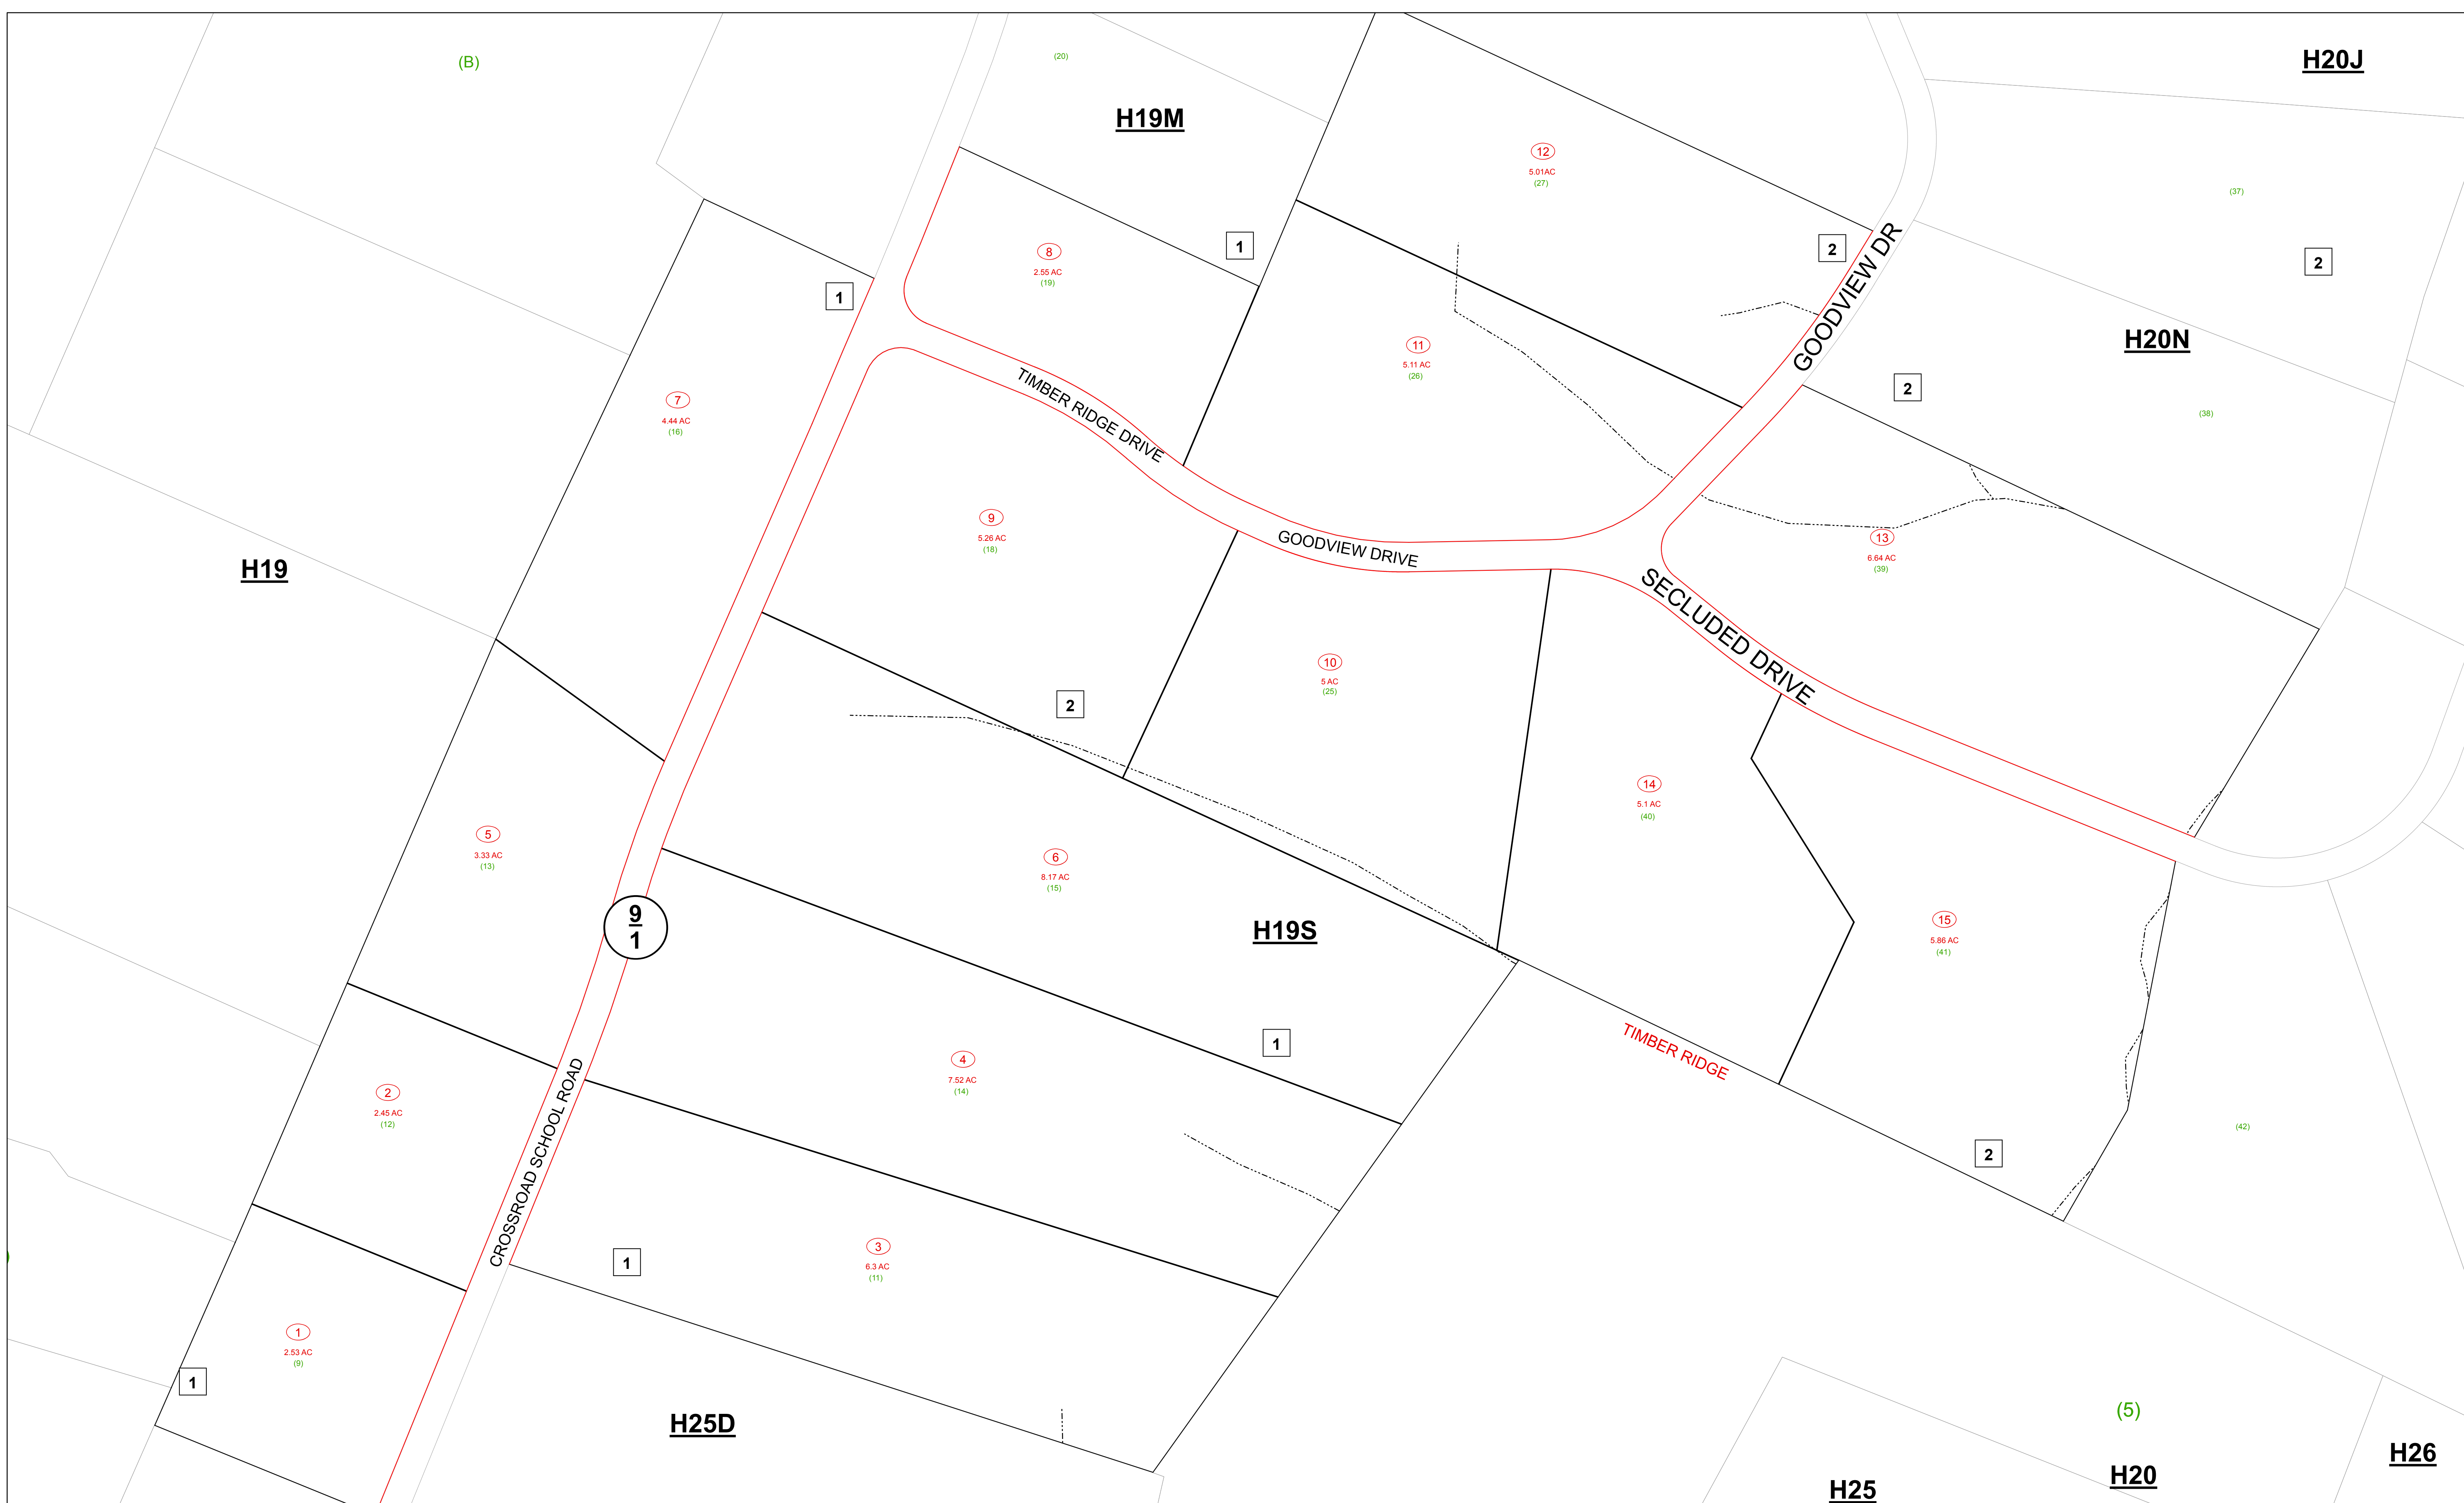 (B)
(20)
H20J
H19M
12
5.01AC
(27)
(37)
1
2
2
8
2.55 AC
(19)
GOODVIEW DR
1
11
5.11 AC
(26)
H20N
2
7
4.44 AC
(16)
TIMBER RIDGE DRIVE
(38)
9
5.26 AC
(18)
GOODVIEW DRIVE
13
6.64 AC
(39)
H19
SECLUDED DRIVE
10
5 AC
(25)
2
14
5.1 AC
(40)
5
3.33 AC
(13)
6
8.17 AC
(15)
9
1
H19S
15
5.86 AC
(41)
1
TIMBER RIDGE
4
7.52 AC
(14)
2
2.45 AC
(12)
CROSSROAD SCHOOL ROAD
(42)
2
3
6.3 AC
(11)
1
1
2.53 AC
(9)
1
H25D
(5)
H26
H20
H25